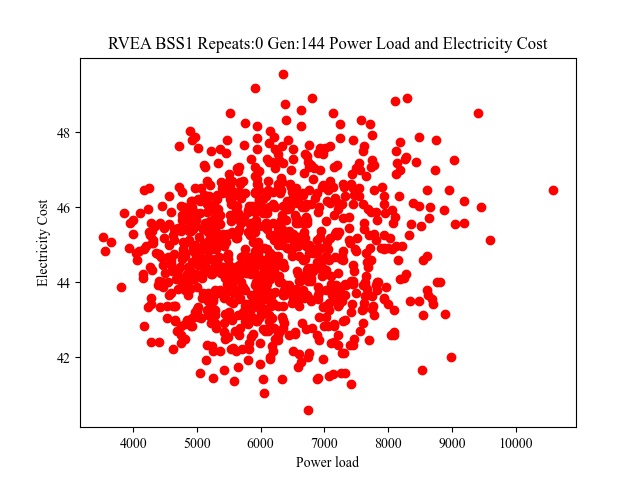 RVEA BSS1 Repeats:0 Gen:144 Power Load and Electricity Cost
48
46
44
42
Electricity Cost
4000 5000 6000 7000 8000 9000 10000
Power load